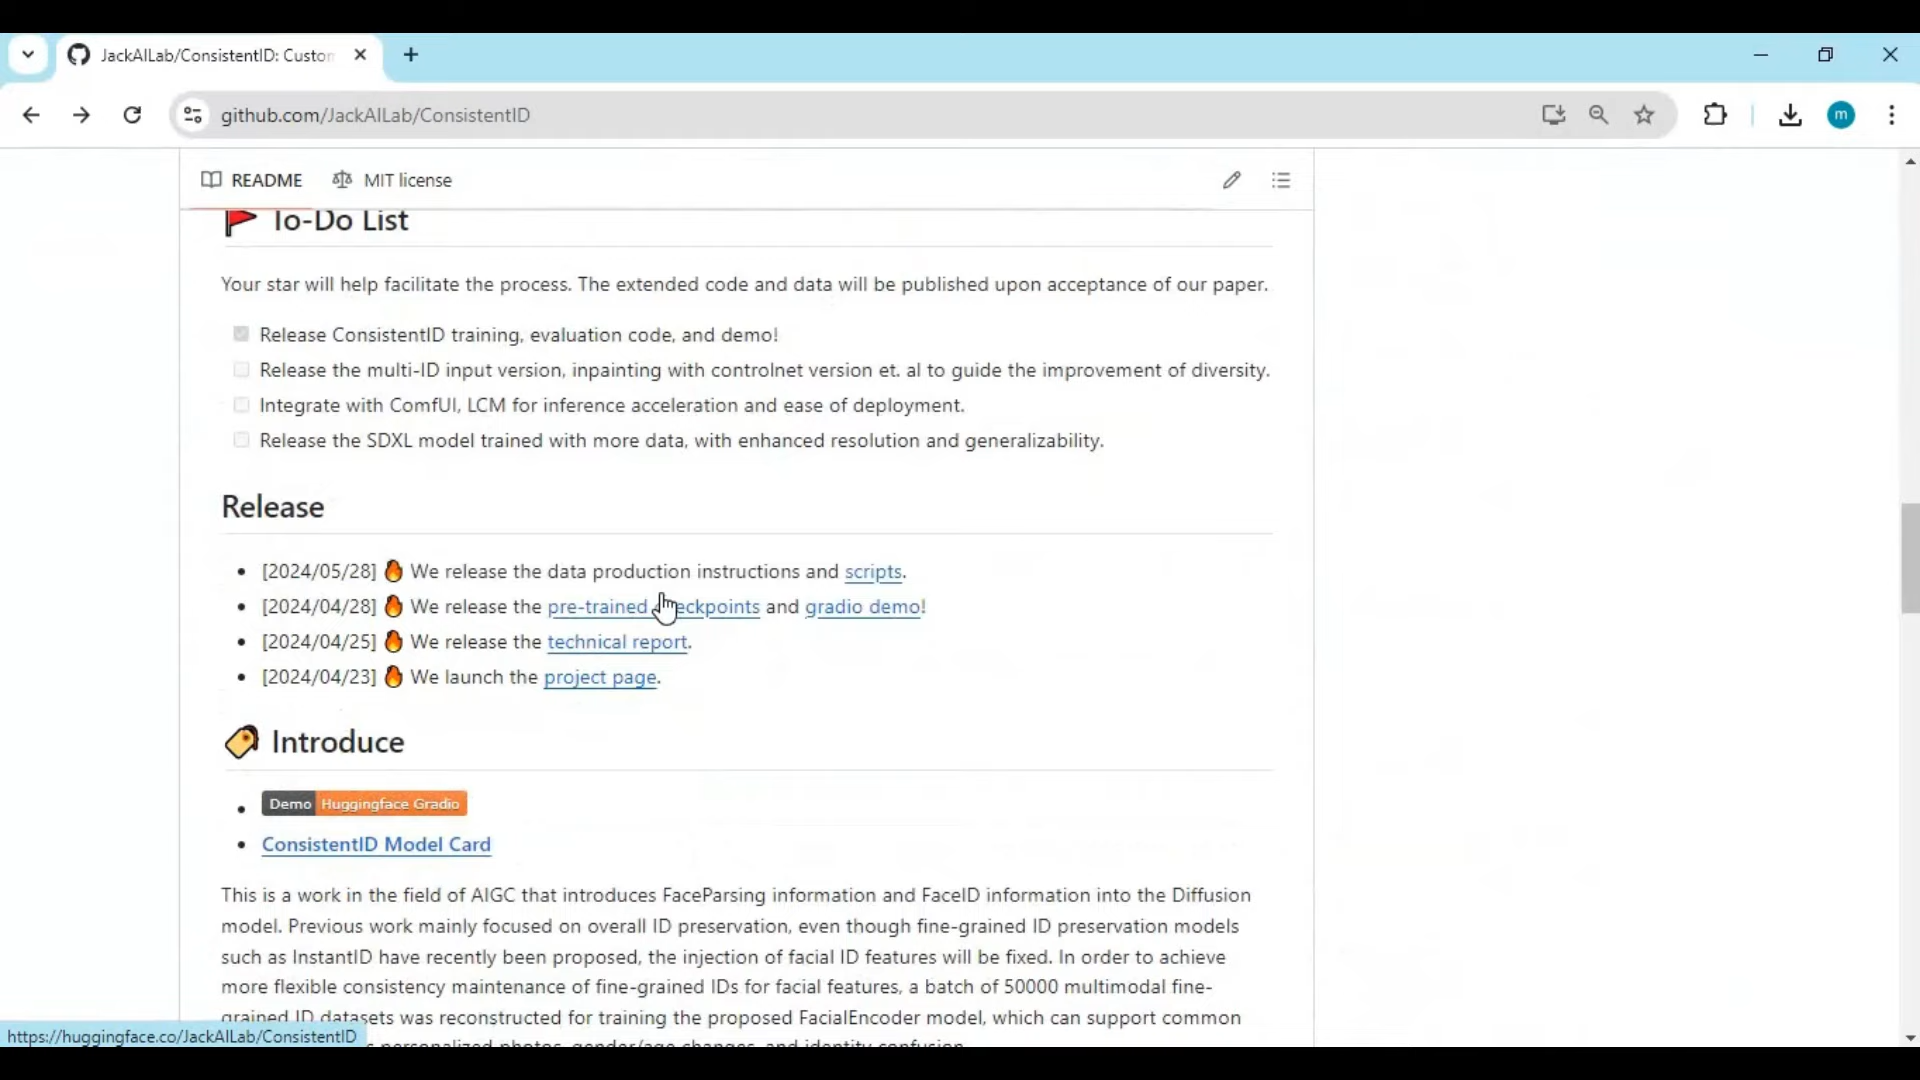 JackAILab/ConsistentID: Custom
github.com/JackAILab/ConsistentID
m
README MIT license
To-Do List
Your star will help facilitate the process. The extended code and data will be published upon acceptance of our paper.
Release ConsistentID training, evaluation code, and demo!
Release the multi-ID input version, inpainting with controlnet version et. al to guide the improvement of diversity.
Integrate with ComfUI, LCM for inference acceleration and ease of deployment.
Release the SDXL model trained with more data, with enhanced resolution and generalizability.
Release
[2024/05/28] 🔥 We release the data production instructions and scripts.
[2024/04/28] 🔥 We release the pre-trained checkpoints and gradio demo!
[2024/04/25] 🔥 We release the technical report.
[2024/04/23] 🔥 We launch the project page.
Introduce
Demo Huggingface Gradio
ConsistentID Model Card
This is a work in the field of AIGC that introduces FaceParsing information and FaceID information into the Diffusion
model. Previous work mainly focused on overall ID preservation, even though fine-grained ID preservation models
such as InstantID have recently been proposed, the injection of facial ID features will be fixed. In order to achieve
more flexible consistency maintenance of fine-grained IDs for facial features, a batch of 50000 multimodal fine-
grained ID datasets was reconstructed for training the proposed FacialEncoder model, which can support common
personalized photos, gender/age changes, and identity confusion.
https://huggingface.co/JackAILab/ConsistentID